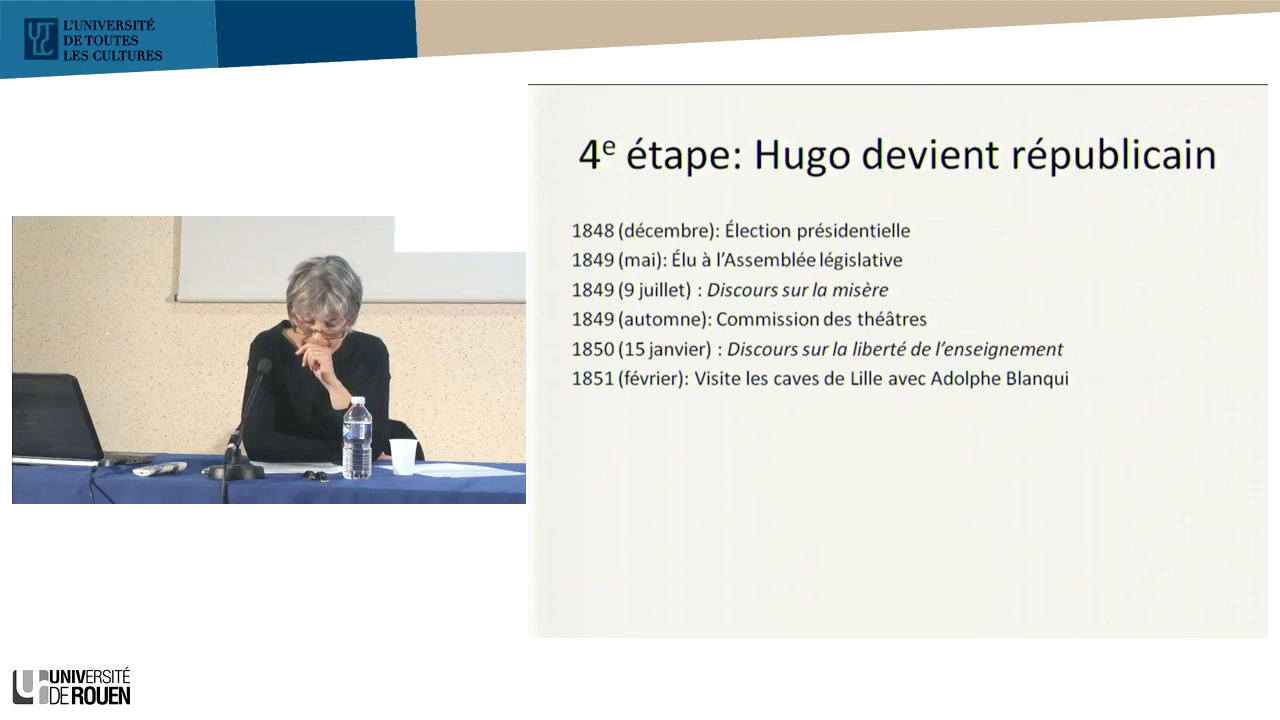 L'UNIVERSITÉ
DE TOUTES
LES CULTURES
4e étape: Hugo devient républicain
1848 (décembre): Élection présidentielle
1849 (mai): Élu à l'Assemblée législative
1849 (9 juillet) : Discours sur la misère
1849 (automne): Commission des théâtres
1850 (15 janvier) : Discours sur la liberté de l'enseignement
1851 (février): Visite les caves de Lille avec Adolphe Blanqui
UNIVERSITÉ
DE ROUEN